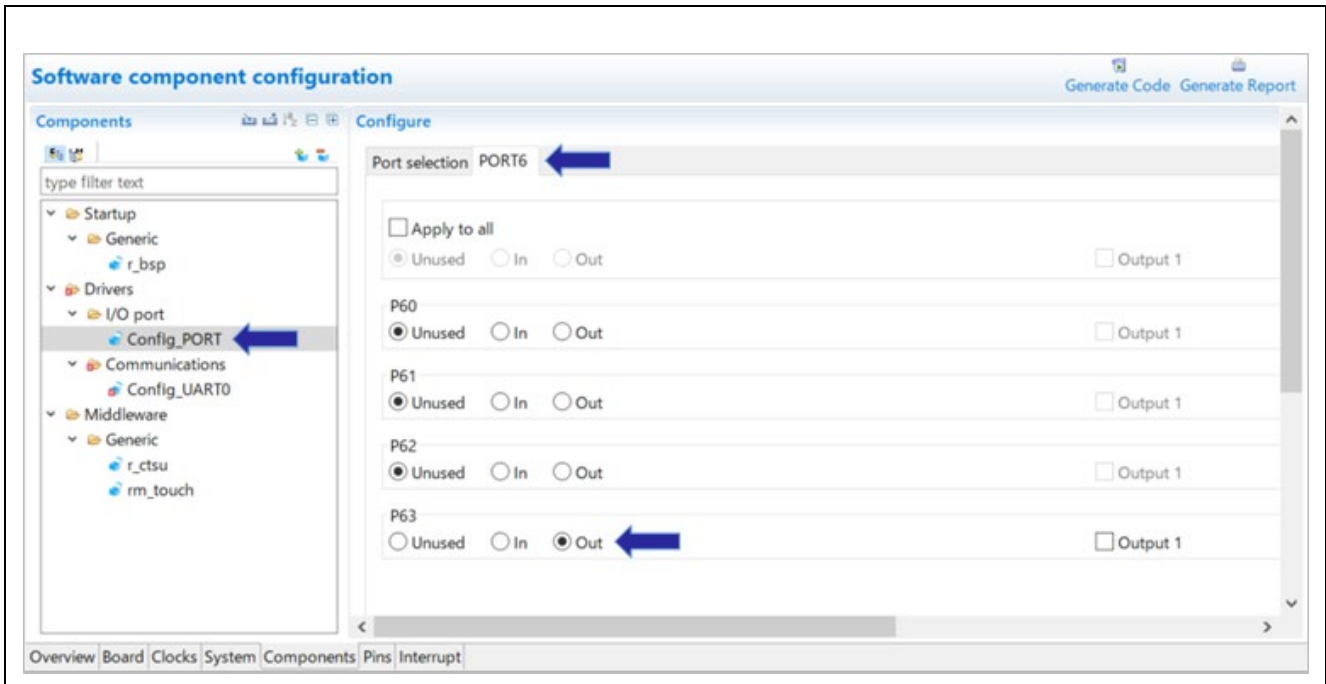 Software component configuration
Generate Code Generate Report
Components
Configure
type filter text
Startup
Generic
r_bsp
Drivers
I/O port
Config_PORT
Communications
Config_UART0
Middleware
Generic
r_ctsu
rm_touch
Port selection PORT6
Apply to all
Unused In Out Output 1
P60
Unused In Out Output 1
P61
Unused In Out Output 1
P62
Unused In Out Output 1
P63
Unused In Out Output 1
Overview Board Clocks System Components Pins Interrupt